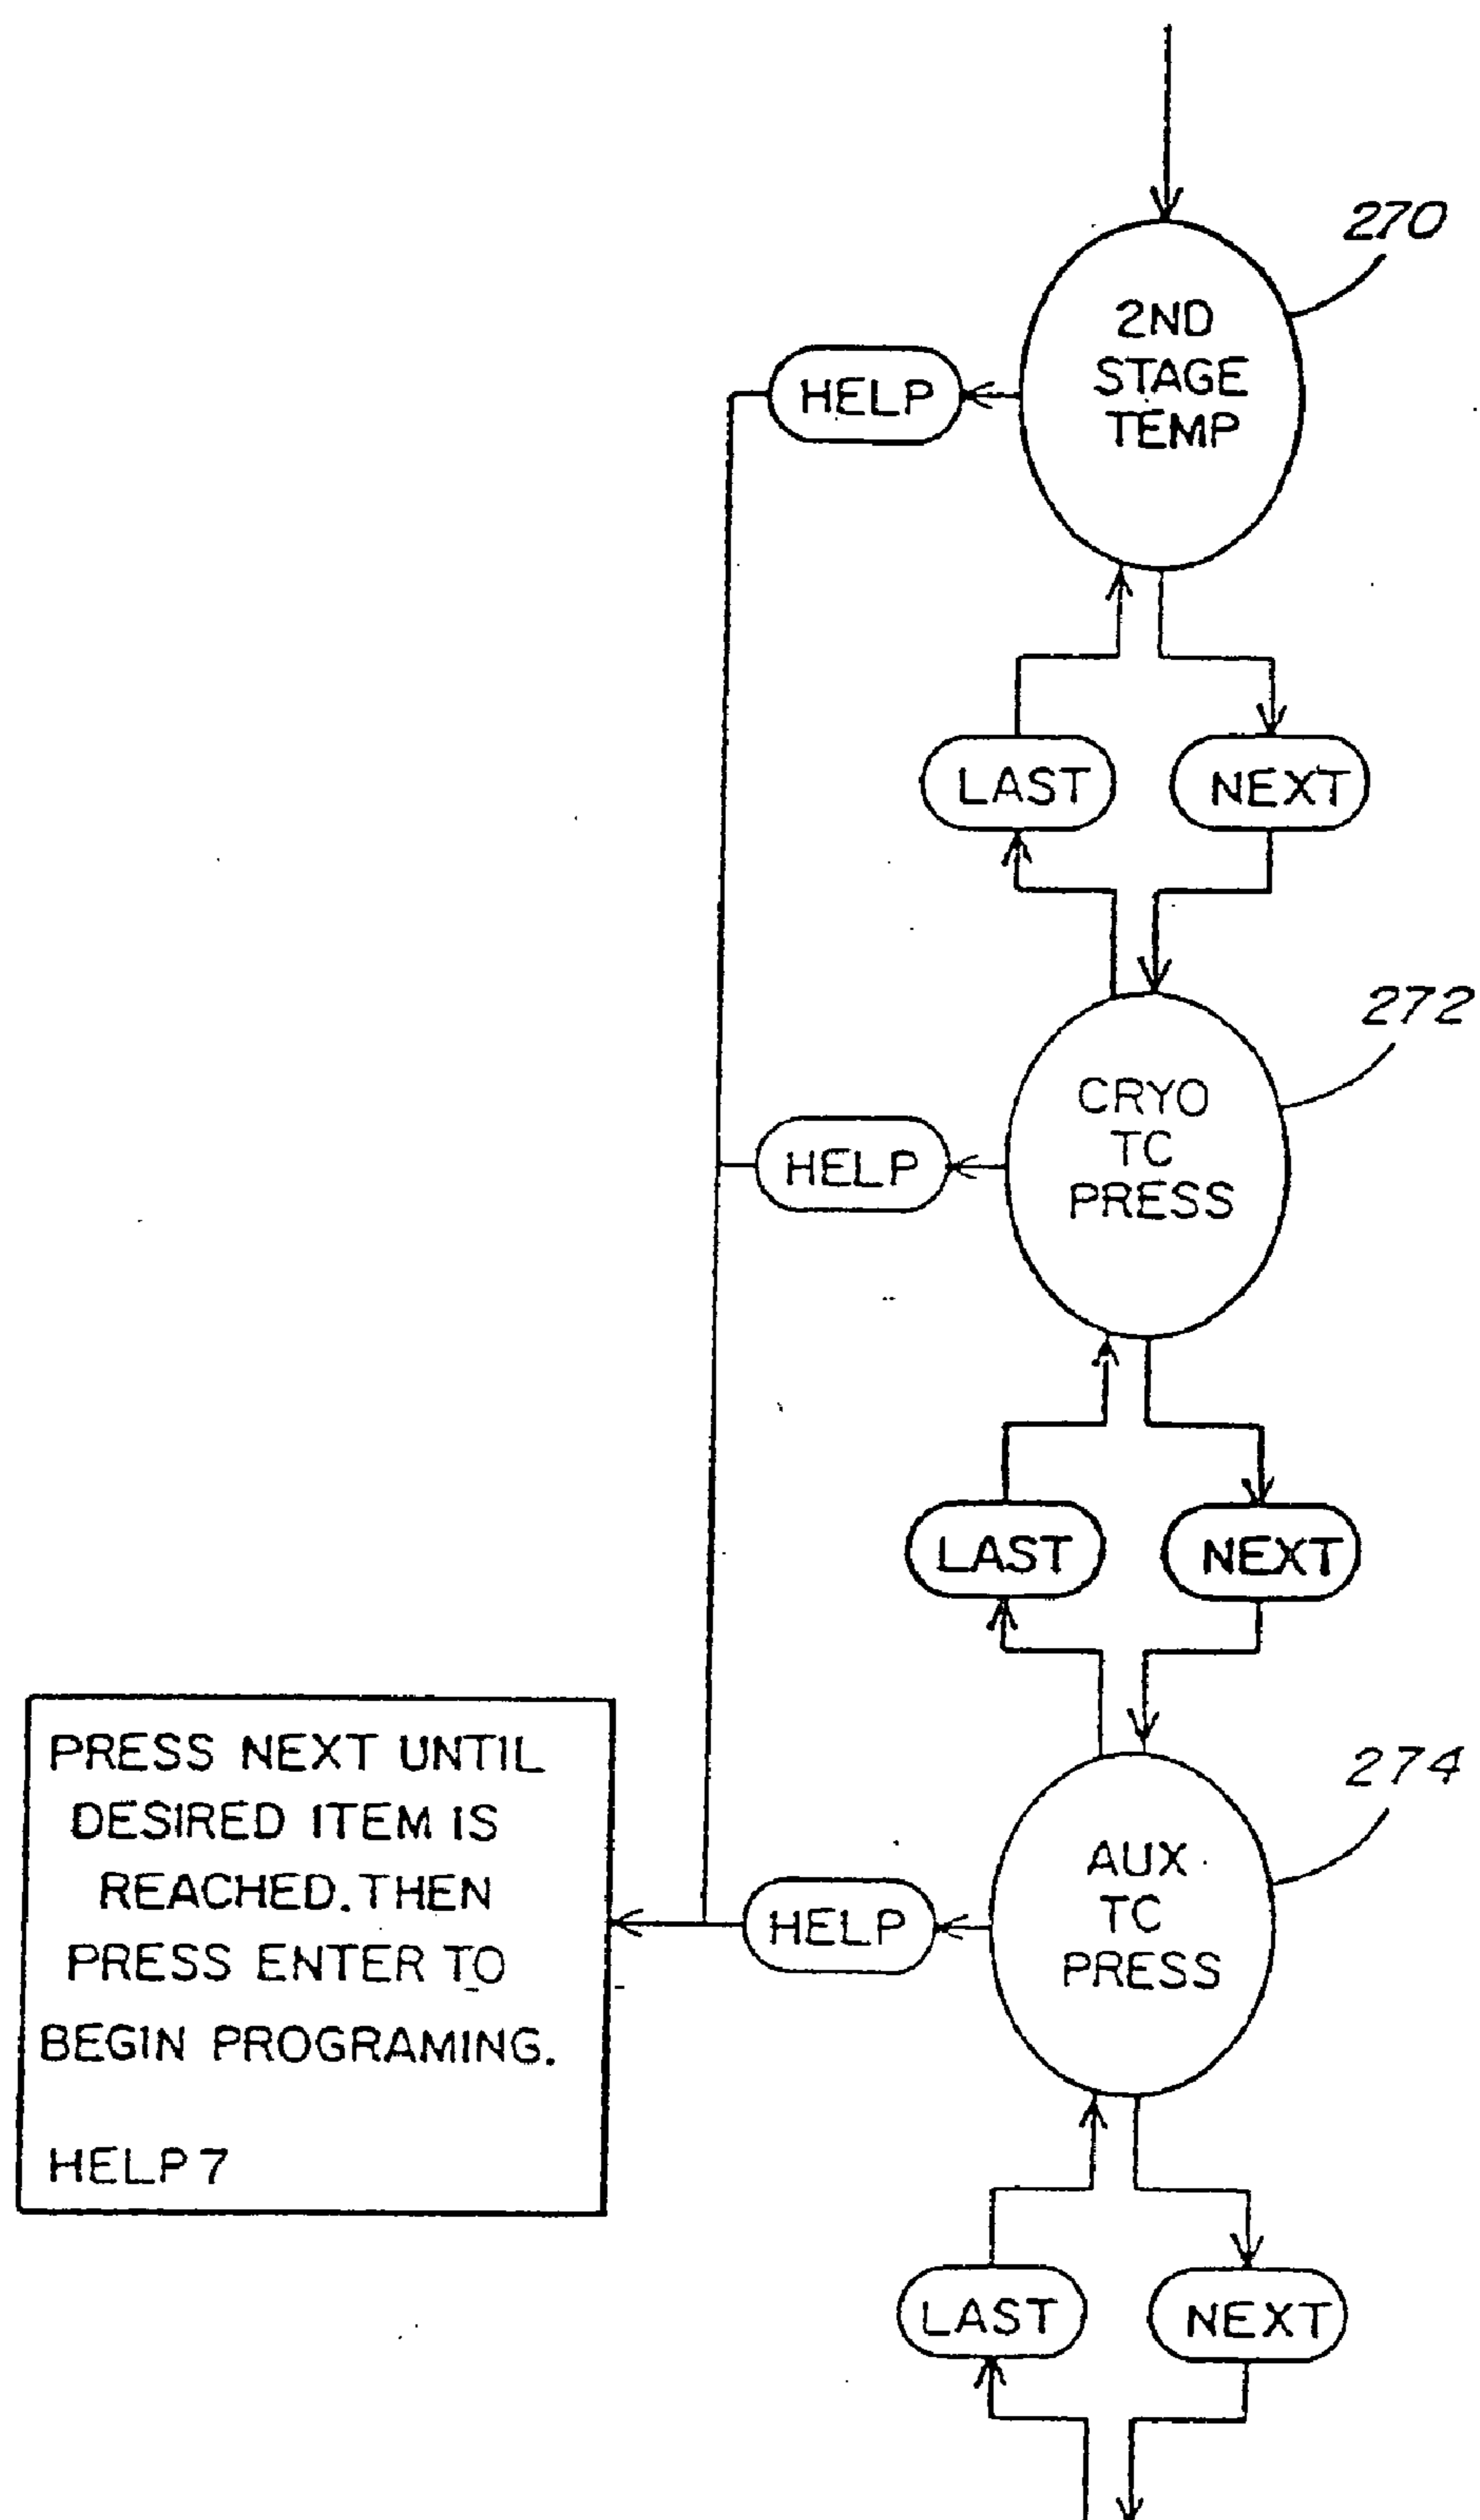 270
2ND
STAGE
TEMP
HELP
LAST
NEXT
272
CRYO
TC
PRESS
HELP
LAST
NEXT
PRESS NEXT UNTIL
DESIRED ITEM IS
REACHED. THEN
PRESS ENTER TO
BEGIN PROGRAMING.
HELP 7
274
AUX
TC
PRESS
HELP
LAST
NEXT